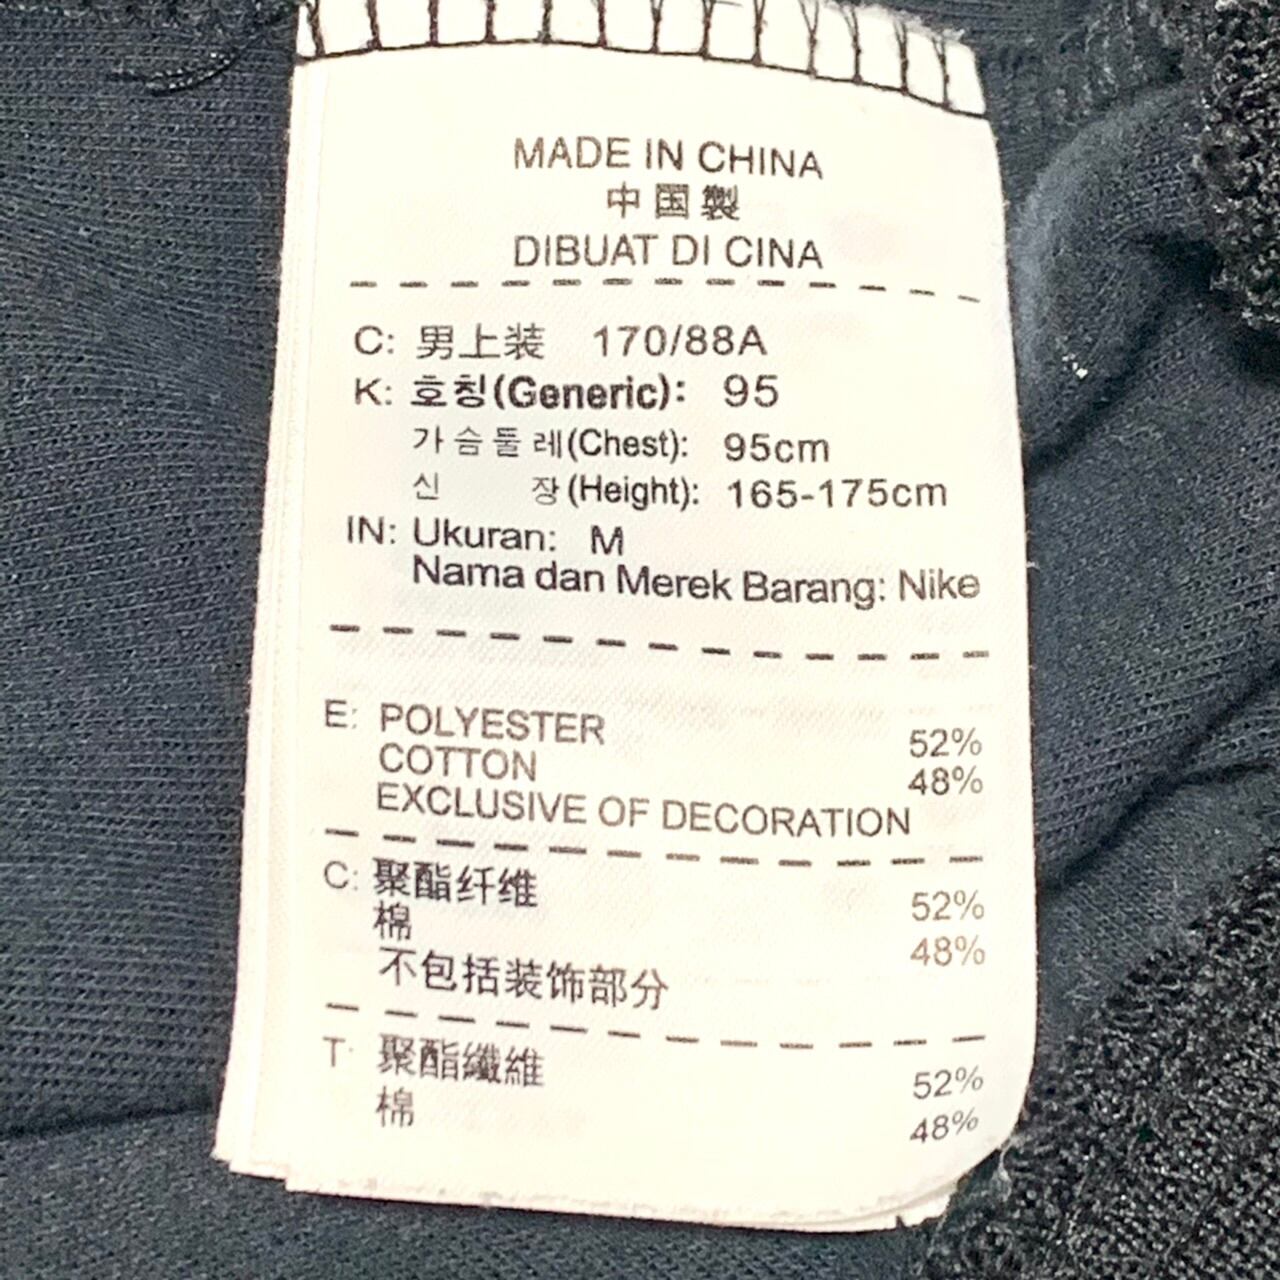 MADE IN CHINA
中国製
DIBUAT DI CINA
C: 男上装 170/88A
K: 호칭(Generic): 95
가슴둘레(Chest): 95cm
신 장(Height): 165-175cm
IN: Ukuran: M
Nama dan Merek Barang: Nike
E: POLYESTER 52%
COTTON 48%
EXCLUSIVE OF DECORATION
C: 聚酯纤维 52%
棉 48%
不包括装饰部分
T: 聚酯纖維 52%
棉 48%